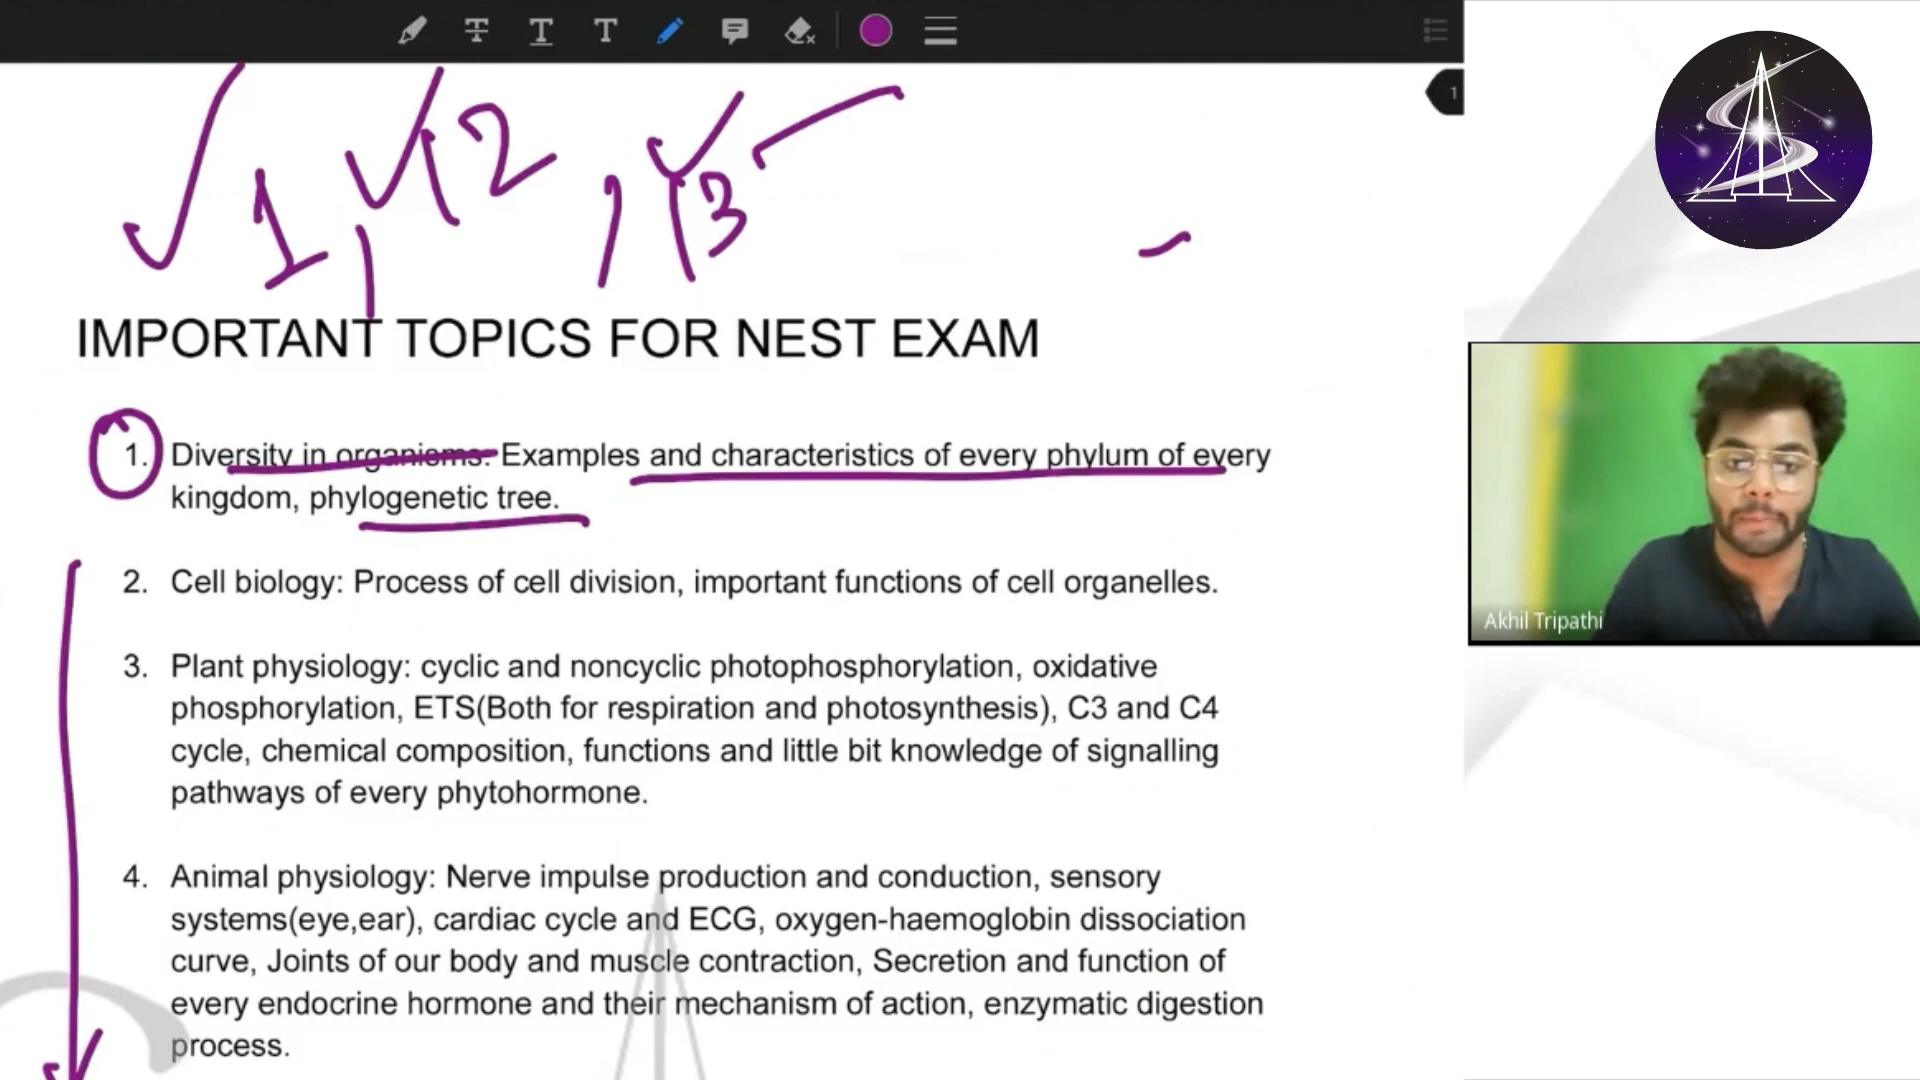 1
1, 2, 3
IMPORTANT TOPICS FOR NEST EXAM
1. Diversity in organisms: Examples and characteristics of every phylum of every
kingdom, phylogenetic tree.
2. Cell biology: Process of cell division, important functions of cell organelles.
3. Plant physiology: cyclic and noncyclic photophosphorylation, oxidative
phosphorylation, ETS(Both for respiration and photosynthesis), C3 and C4
cycle, chemical composition, functions and little bit knowledge of signalling
pathways of every phytohormone.
4. Animal physiology: Nerve impulse production and conduction, sensory
systems(eye,ear), cardiac cycle and ECG, oxygen-haemoglobin dissociation
curve, Joints of our body and muscle contraction, Secretion and function of
every endocrine hormone and their mechanism of action, enzymatic digestion
process.
Akhil Tripathi